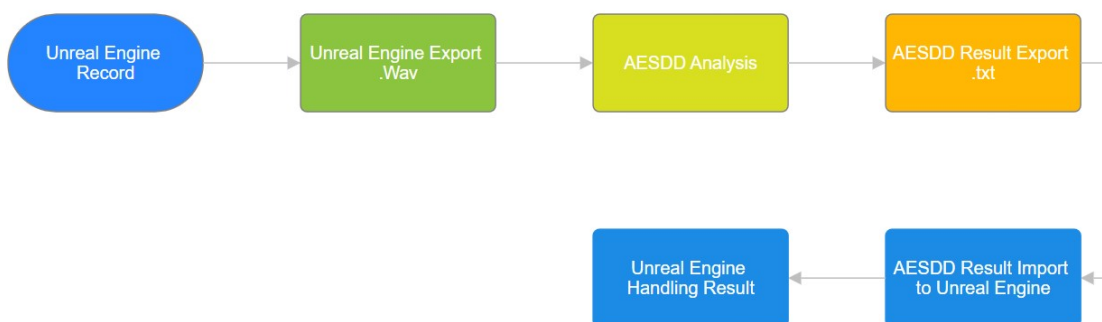 Unreal Engine
Record
Unreal Engine Export
.Wav
AESDD Analysis
AESDD Result Export
.txt
Unreal Engine
Handling Result
AESDD Result Import
to Unreal Engine